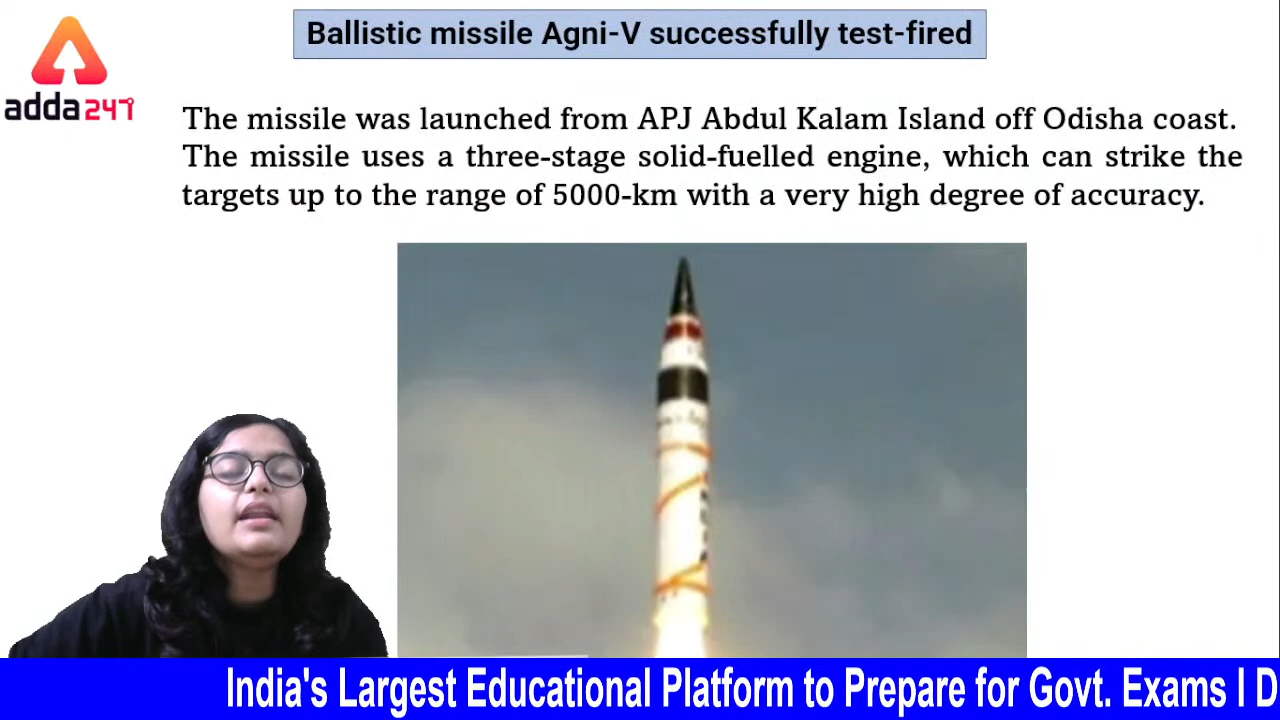 Ballistic missile Agni-V successfully test-fired
adda247
The missile was launched from APJ Abdul Kalam Island off Odisha coast.
The missile uses a three-stage solid-fuelled engine, which can strike the
targets up to the range of 5000-km with a very high degree of accuracy.
India's Largest Educational Platform to Prepare for Govt. Exams I D